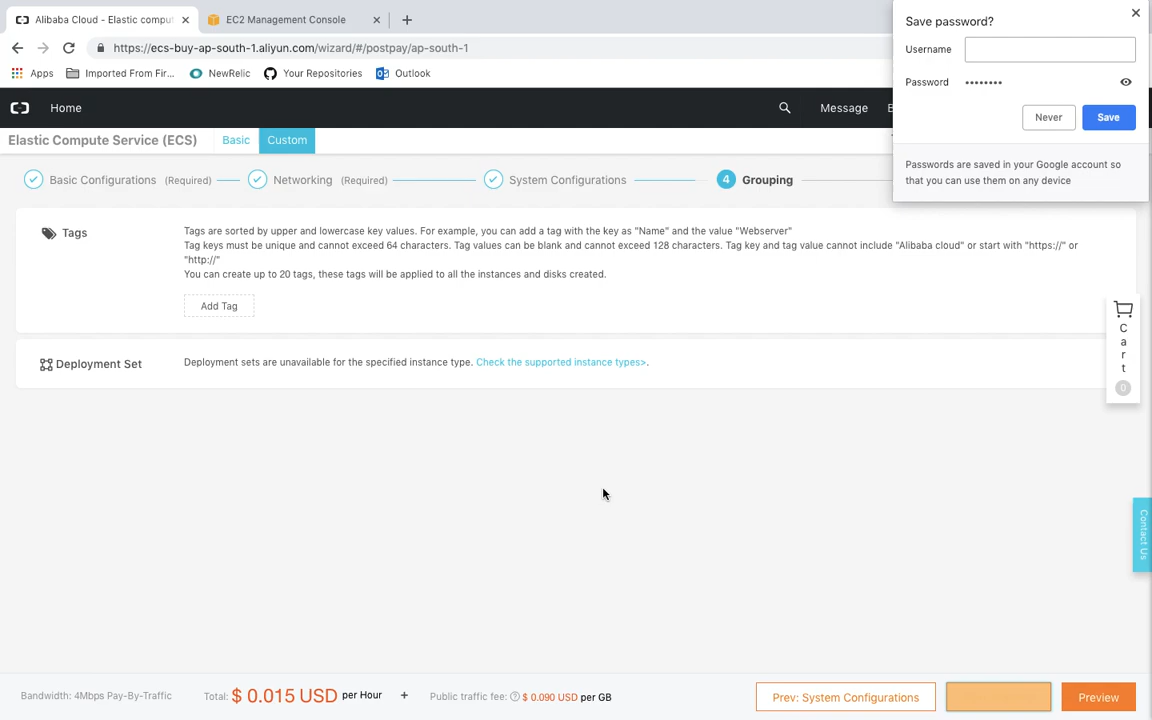 Alibaba Cloud - Elastic comput
EC2 Management Console
Save password?
https://ecs-buy-ap-south-1.aliyun.com/wizard/#/postpay/ap-south-1
Username
Apps
Imported From Fir...
NewRelic
Your Repositories
Outlook
Password ••••••••
Home
Message
E
Never
Save
Elastic Compute Service (ECS)
Basic
Custom
Passwords are saved in your Google account so
that you can use them on any device
Basic Configurations (Required)
Networking (Required)
System Configurations
4 Grouping
Tags
Tags are sorted by upper and lowercase key values. For example, you can add a tag with the key as "Name" and the value "Webserver"
Tag keys must be unique and cannot exceed 64 characters. Tag values can be blank and cannot exceed 128 characters. Tag key and tag value cannot include "Alibaba cloud" or start with "https://" or
"http://"
You can create up to 20 tags, these tags will be applied to all the instances and disks created.
Add Tag
Deployment Set
Deployment sets are unavailable for the specified instance type. Check the supported instance types>.
Cart
0
Contact Us
Bandwidth: 4Mbps Pay-By-Traffic
Total: $ 0.015 USD per Hour +
Public traffic fee: ? $ 0.090 USD per GB
Prev: System Configurations
Preview